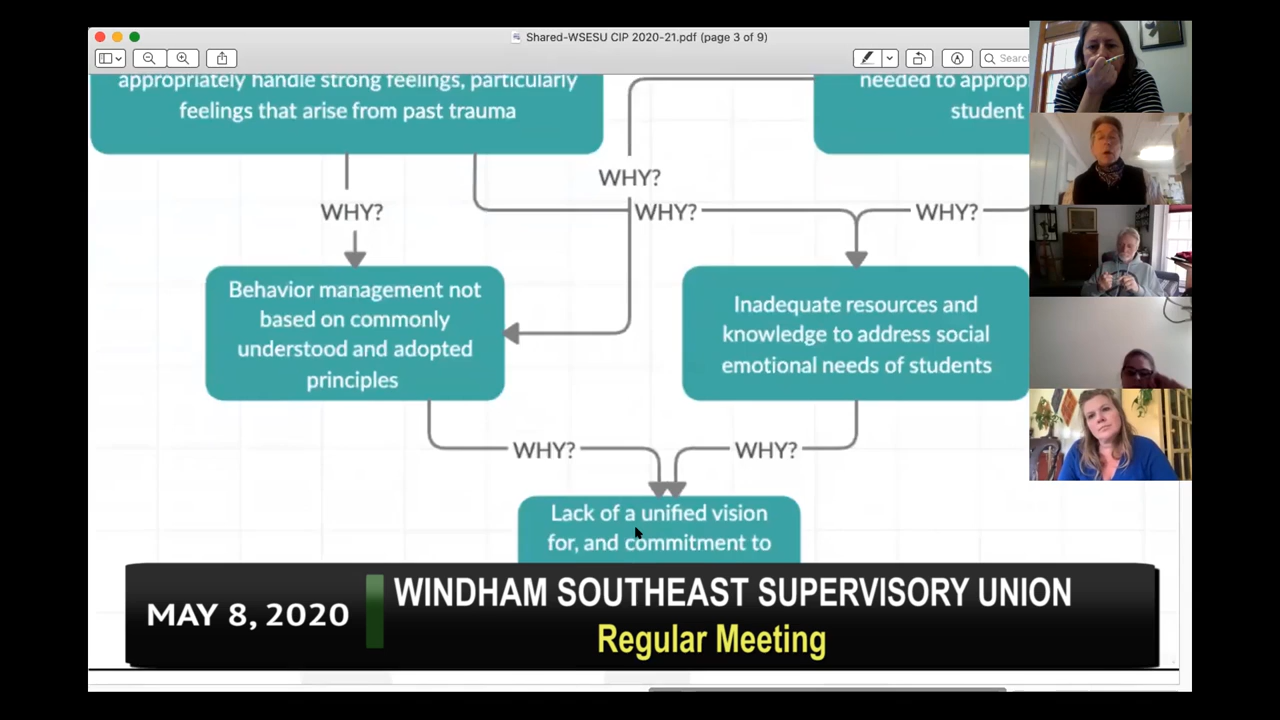 Shared-WSESU CIP 2020-21.pdf (page 3 of 9)
Search
appropriately handle strong feelings, particularly
feelings that arise from past trauma
needed to approp
student
WHY?
WHY?
WHY?
WHY?
Behavior management not
based on commonly
understood and adopted
principles
Inadequate resources and
knowledge to address social
emotional needs of students
WHY?
WHY?
Lack of a unified vision
for, and commitment to
MAY 8, 2020
WINDHAM SOUTHEAST SUPERVISORY UNION
Regular Meeting